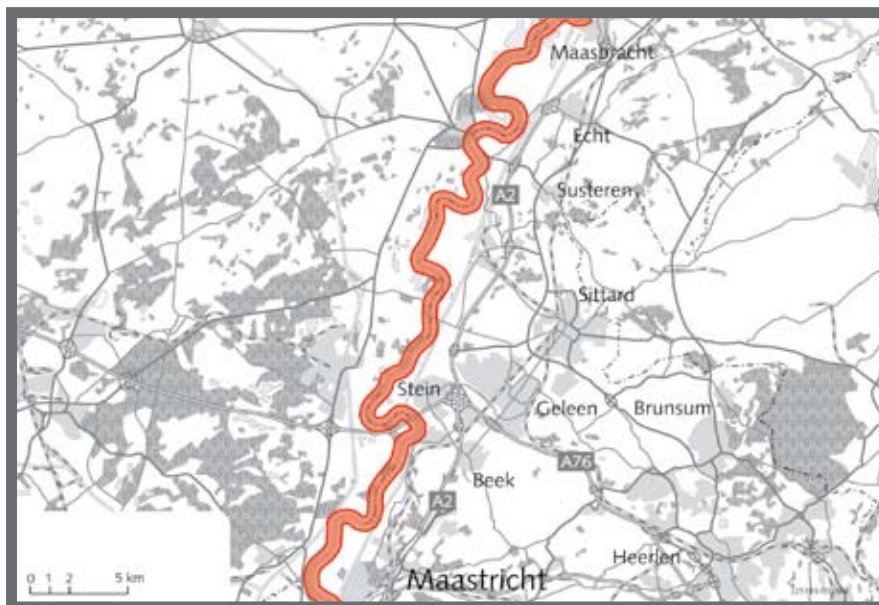 Maasbracht
Echt
A2
Susteren
Sittard
Stein
Geleen
Brunsum
A76
Beek
A2
Heerlen
Maastricht
0 1 2 5 km